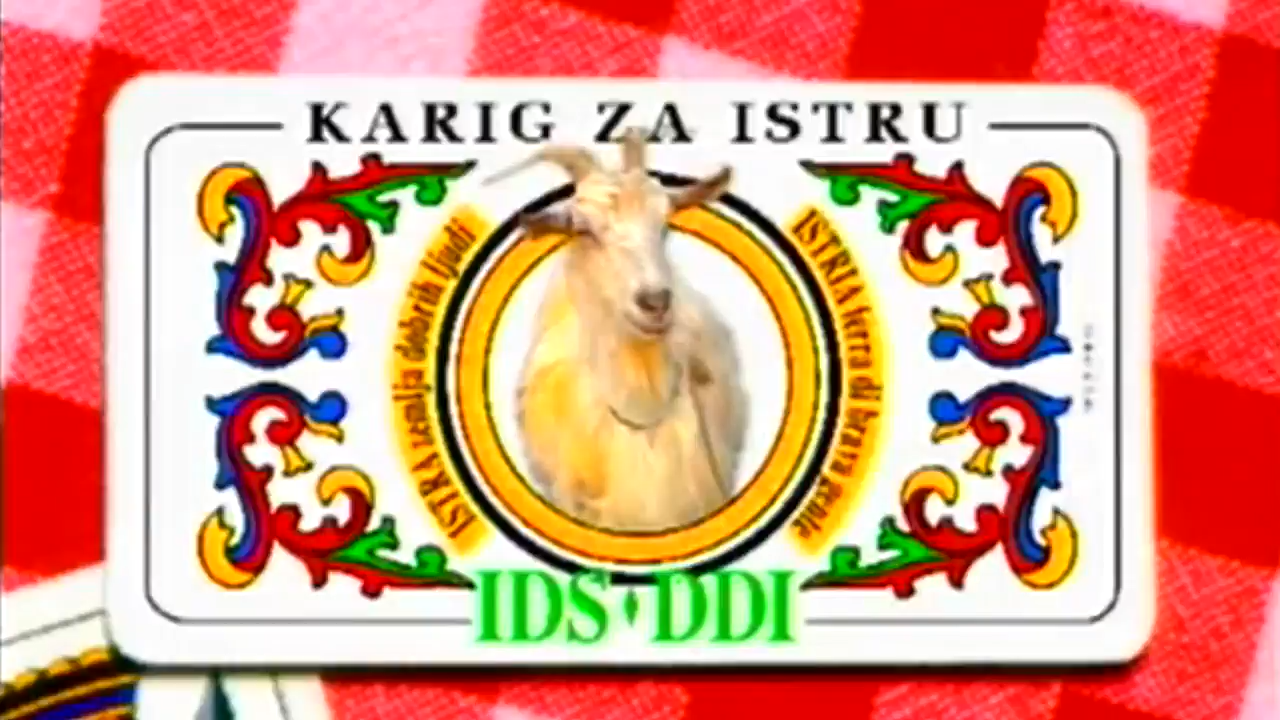 KARIG ZA ISTRU
ISTRA zemlja dobrih ljudi
ISTRIA terra di brava gente
IDS DDI